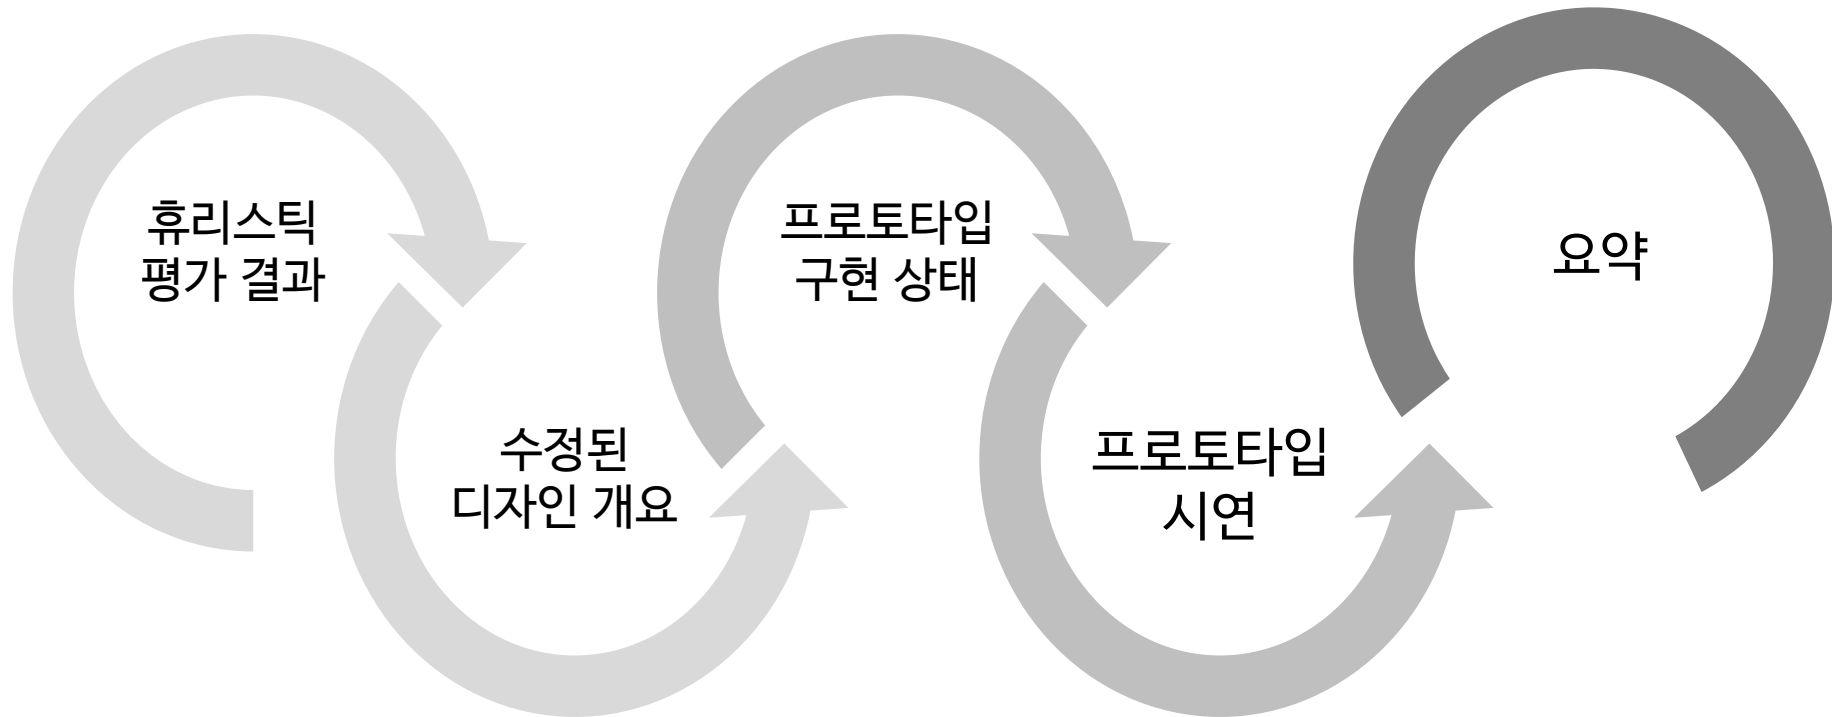 휴리스틱
평가 결과
수정된
디자인 개요
프로토타입
구현 상태
프로토타입
시연
요약